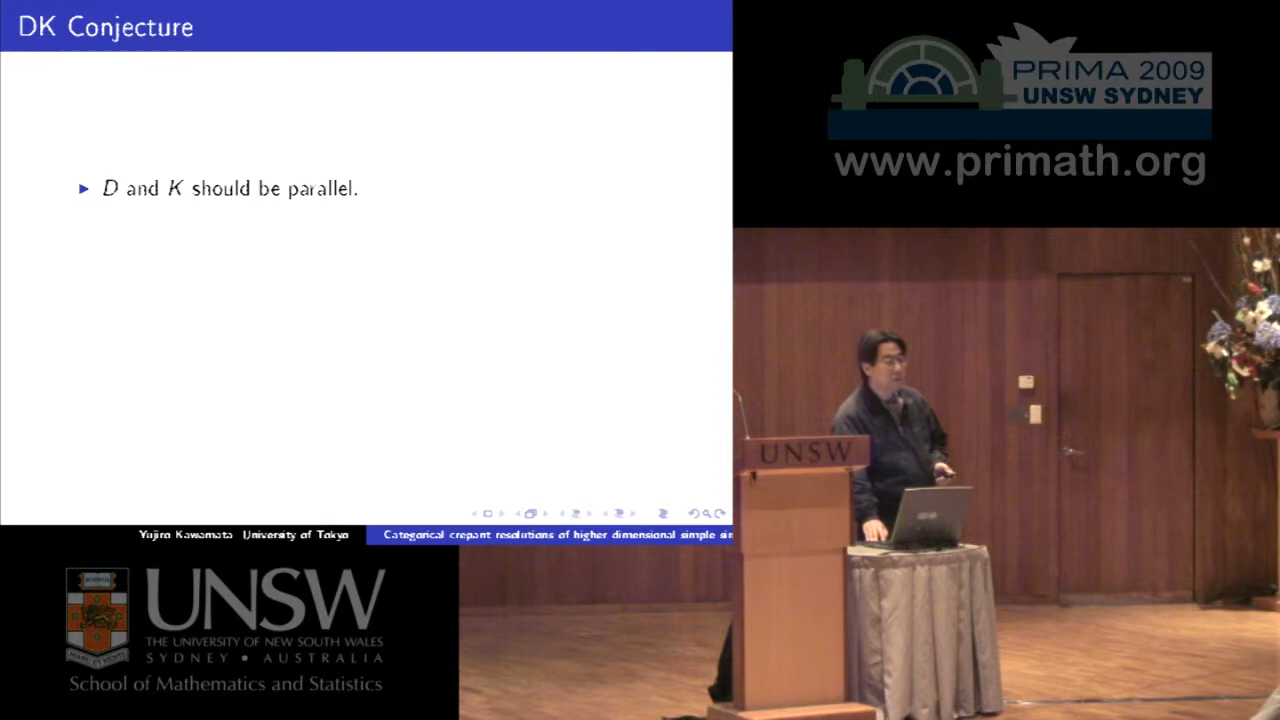 DK Conjecture
D and K should be parallel.
Yujiro Kawamata University of Tokyo
Categorical crepant resolutions of higher dimensional simple
PRIMA 2009
UNSW SYDNEY
www.primath.org
UNSW
UNSW
THE UNIVERSITY OF NEW SOUTH WALES
SYDNEY • AUSTRALIA
School of Mathematics and Statistics